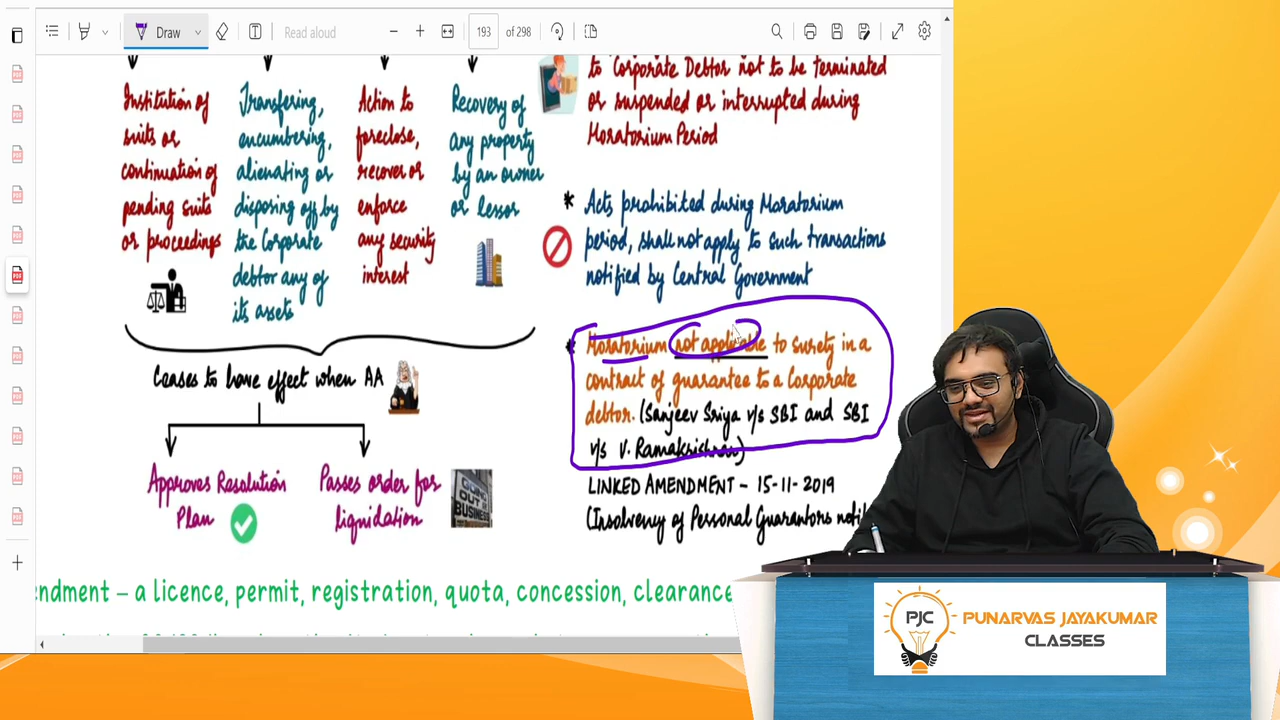 Draw
Read aloud
193
of 298
Institution of
suits or
continuation of
pending suits
or proceedings
Transfering,
encumbering,
alienating or
disposing off by
the Corporate
debtor any of
its assets
Action to
foreclose,
recover or
enforce
any security
interest
Recovery of
any property
by an owner
or lessor
Ceases to have effect when AA
Approves Resolution
Plan
Passes order for
liquidation
OUT OF
BUSINESS
to Corporate Debtor not to be terminated
or suspended or interrupted during
Moratorium Period
* Acts prohibited during Moratorium
period, shall not apply to such transactions
notified by Central Government
* Moratorium not applicable to surety in a
contract of guarantee to a Corporate
debtor. (Sanjeev Sriya v/s SBI and SBI
v/s V. Ramakrishnan)
LINKED AMENDMENT - 15-11-2019
(Insolvency of Personal Guarantors
endment – a licence, permit, registration, quota, concession, clearance
PJC
PUNARVAS JAYAKUMAR
CLASSES